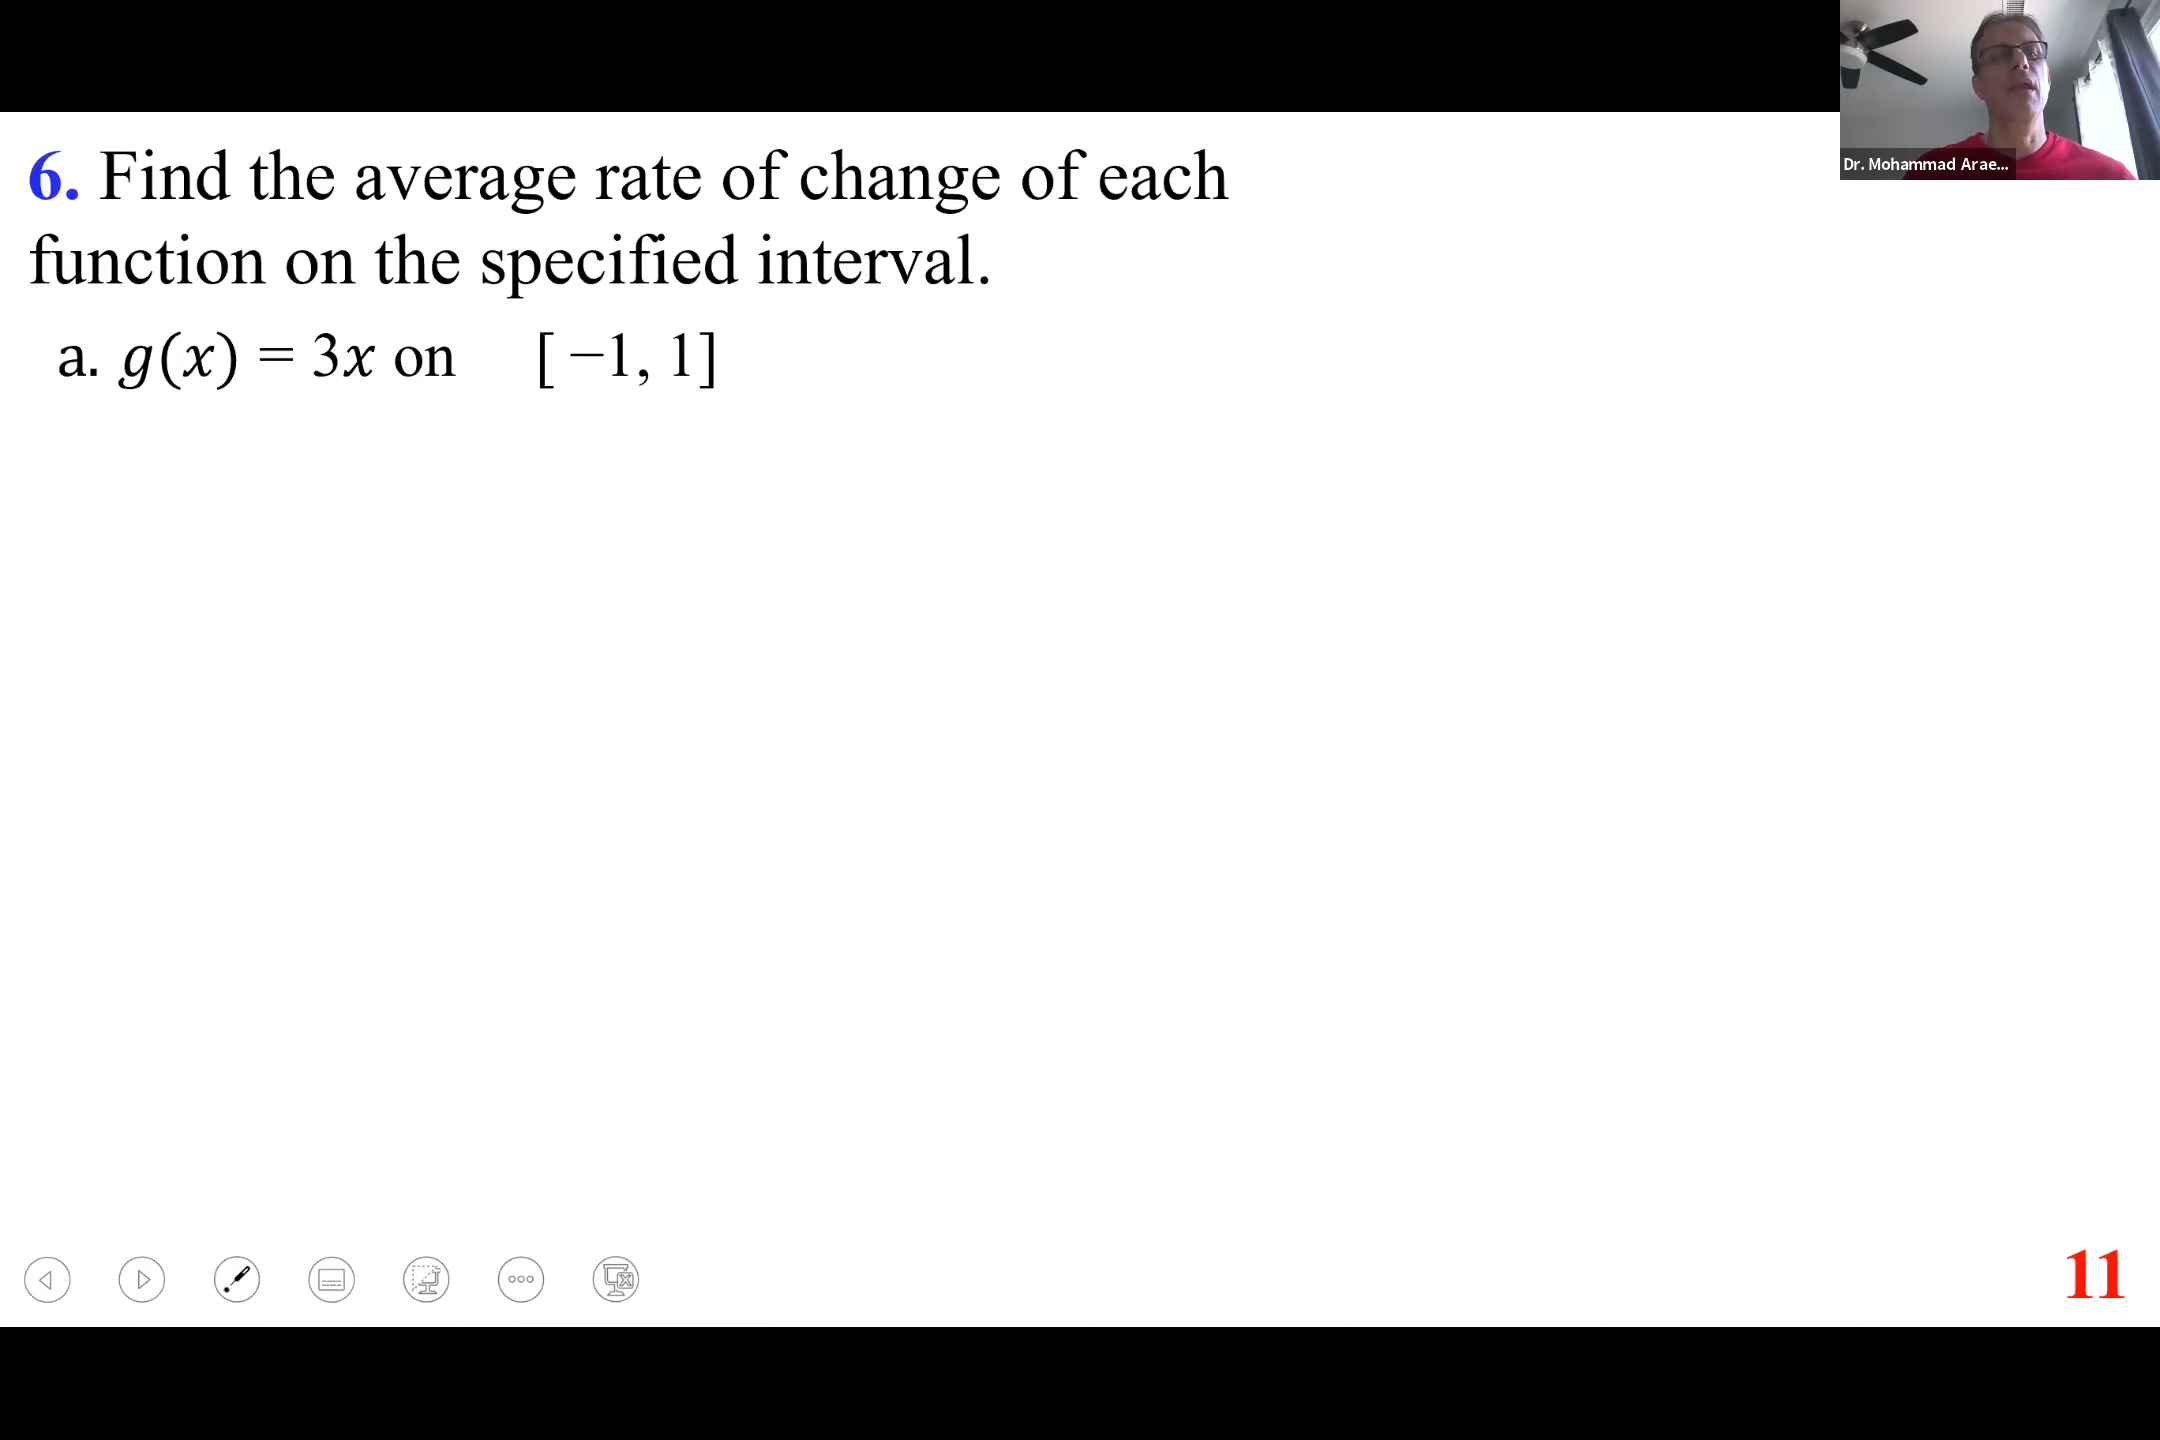 Dr. Mohammad Arae...
6. Find the average rate of change of each
function on the specified interval.
a. g(x) = 3x on [−1, 1]
11